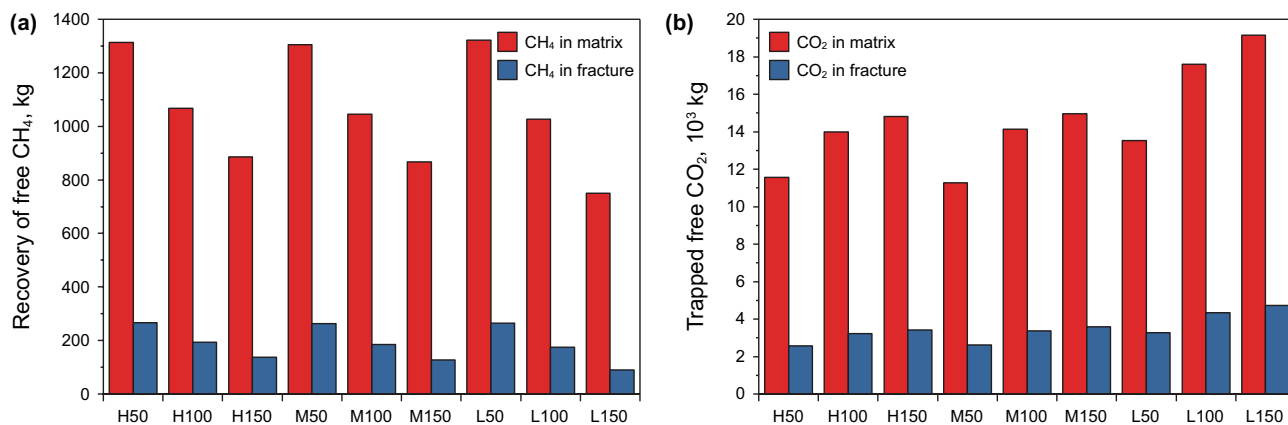 (a)
Recovery of free CH₄, kg
1400
1200
1000
800
600
400
200
0
CH₄ in matrix
CH₄ in fracture
H50 H100 H150 M50 M100 M150 L50 L100 L150
(b)
Trapped free CO₂, 10³ kg
20
18
16
14
12
10
8
6
4
2
0
CO₂ in matrix
CO₂ in fracture
H50 H100 H150 M50 M100 M150 L50 L100 L150